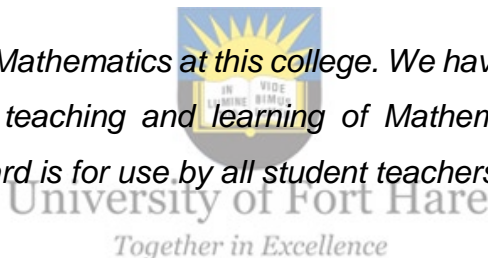 Mathematics at this college. We hav
IN VIDE
LUMINE BIMUS
teaching and learning of Mathem
ard is for use by all student teachers
University of Fort Hare
Together in Excellence